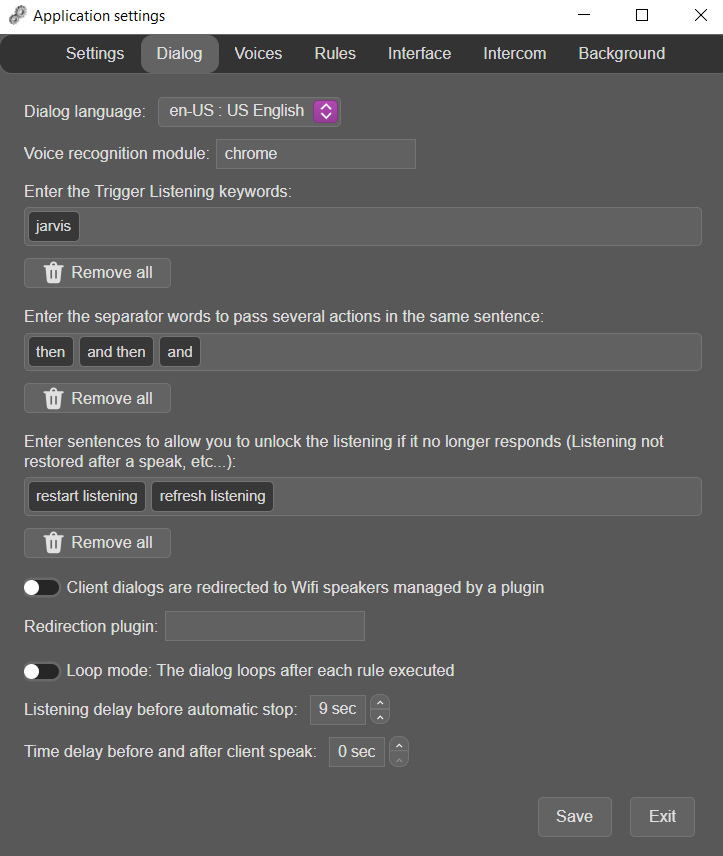 Application settings
Settings Dialog Voices Rules Interface Intercom Background
Dialog language: en-US : US English
Voice recognition module: chrome
Enter the Trigger Listening keywords:
jarvis
Remove all
Enter the separator words to pass several actions in the same sentence:
then and then and
Remove all
Enter sentences to allow you to unlock the listening if it no longer responds (Listening not
restored after a speak, etc...):
restart listening refresh listening
Remove all
Client dialogs are redirected to Wifi speakers managed by a plugin
Redirection plugin:
Loop mode: The dialog loops after each rule executed
Listening delay before automatic stop: 9 sec
Time delay before and after client speak: 0 sec
Save Exit